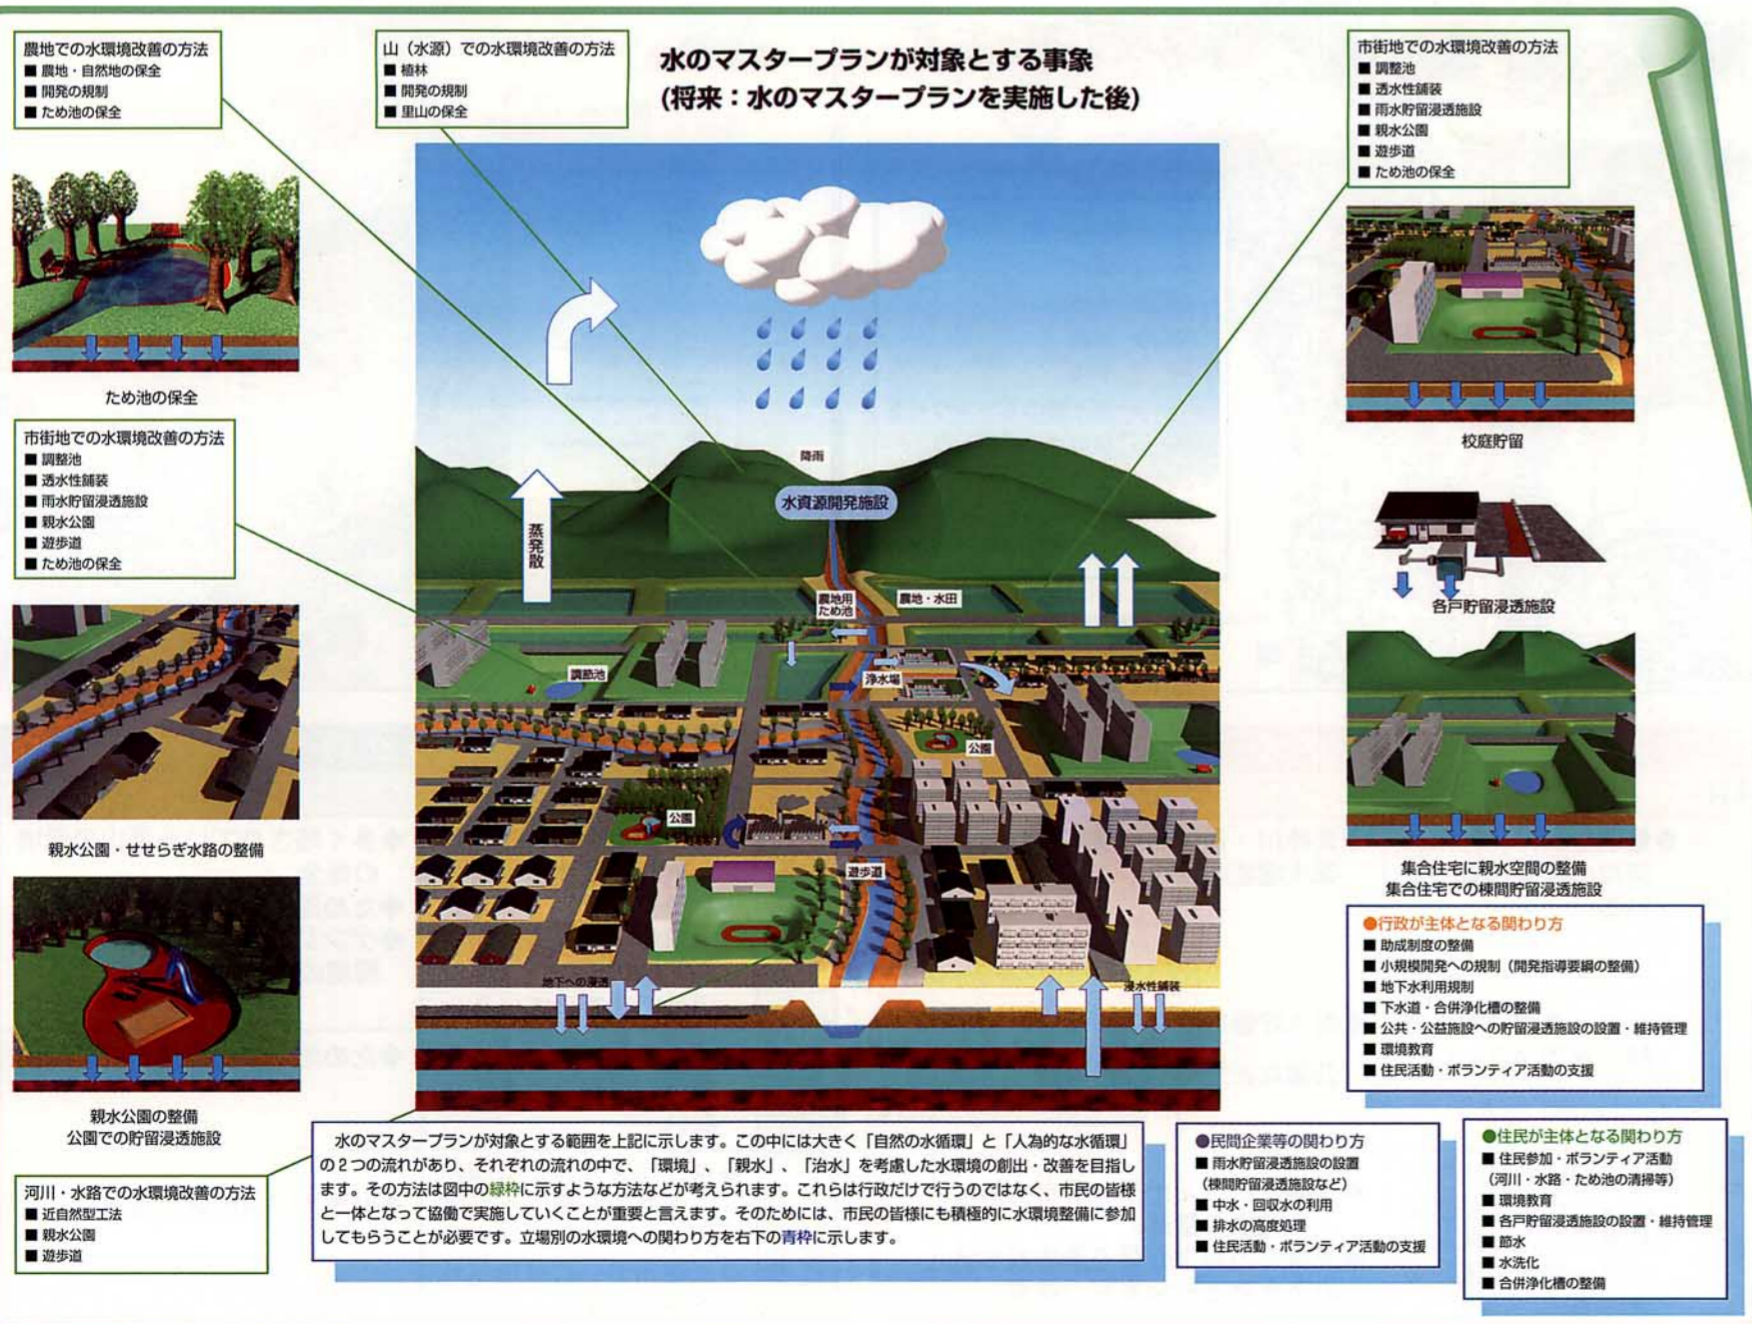 水のマスタープランが対象とする事象
(将来：水のマスタープランを実施した後)
農地での水環境改善の方法
■ 農地・自然地の保全
■ 開発の規制
■ ため池の保全
山（水源）での水環境改善の方法
■ 植林
■ 開発の規制
■ 里山の保全
市街地での水環境改善の方法
■ 調整池
■ 透水性舗装
■ 雨水貯留浸透施設
■ 親水公園
■ 遊歩道
■ ため池の保全
ため池の保全
市街地での水環境改善の方法
■ 調整池
■ 透水性舗装
■ 雨水貯留浸透施設
■ 親水公園
■ 遊歩道
■ ため池の保全
親水公園・せせらぎ水路の整備
親水公園の整備
公園での貯留浸透施設
河川・水路での水環境改善の方法
■ 近自然型工法
■ 親水公園
■ 遊歩道
降雨
水資源開発施設
蒸発散
農地用
ため池
農地・水田
調節池
浄水場
公園
公園
遊歩道
地下への浸透
浸水性舗装
校庭貯留
各戸貯留浸透施設
集合住宅に親水空間の整備
集合住宅での棟間貯留浸透施設
●行政が主体となる関わり方
■ 助成制度の整備
■ 小規模開発への規制（開発指導要綱の整備）
■ 地下水利用規制
■ 下水道・合併浄化槽の整備
■ 公共・公益施設への貯留浸透施設の設置・維持管理
■ 環境教育
■ 住民活動・ボランティア活動の支援
水のマスタープランが対象とする範囲を上記に示します。この中には大きく「自然の水循環」と「人為的な水循環」
の２つの流れがあり、それぞれの流れの中で、「環境」、「親水」、「治水」を考慮した水環境の創出・改善を目指し
ます。その方法は図中の緑枠に示すような方法などが考えられます。これらは行政だけで行うのではなく、市民の皆様
と一体となって協働で実施していくことが重要と言えます。そのためには、市民の皆様にも積極的に水環境整備に参加
してもらうことが必要です。立場別の水環境への関わり方を右下の青枠に示します。
●民間企業等の関わり方
■ 雨水貯留浸透施設の設置
（棟間貯留浸透施設など）
■ 中水・回収水の利用
■ 排水の高度処理
■ 住民活動・ボランティア活動の支援
●住民が主体となる関わり方
■ 住民参加・ボランティア活動
（河川・水路・ため池の清掃等）
■ 環境教育
■ 各戸貯留浸透施設の設置・維持管理
■ 節水
■ 水洗化
■ 合併浄化槽の整備